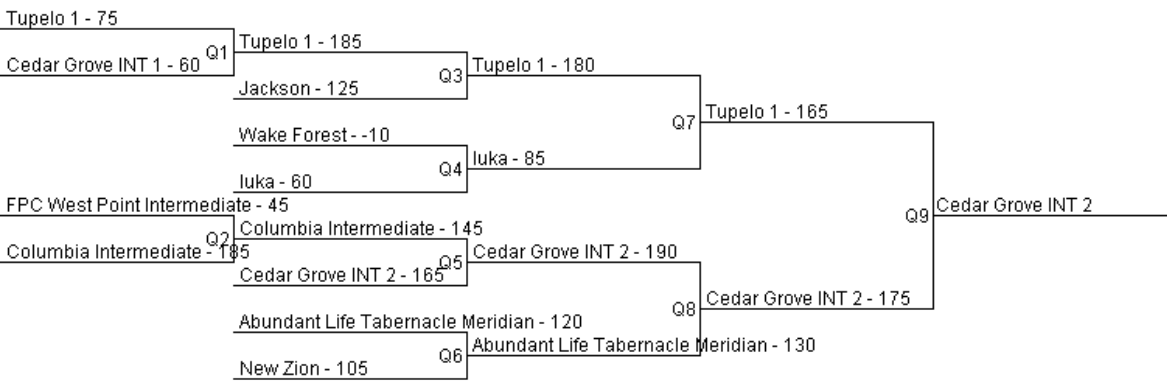 Tupelo 1 - 75
Q1
Cedar Grove INT 1 - 60
Tupelo 1 - 185
Q3
Jackson - 125
Tupelo 1 - 180
Q7
Wake Forest - -10
Q4
Iuka - 60
Iuka - 85
Tupelo 1 - 165
Q9
FPC West Point Intermediate - 45
Q2
Columbia Intermediate - 185
Columbia Intermediate - 145
Q5
Cedar Grove INT 2 - 165
Cedar Grove INT 2 - 190
Q8
Abundant Life Tabernacle Meridian - 120
Q6
New Zion - 105
Abundant Life Tabernacle Meridian - 130
Cedar Grove INT 2 - 175
Cedar Grove INT 2